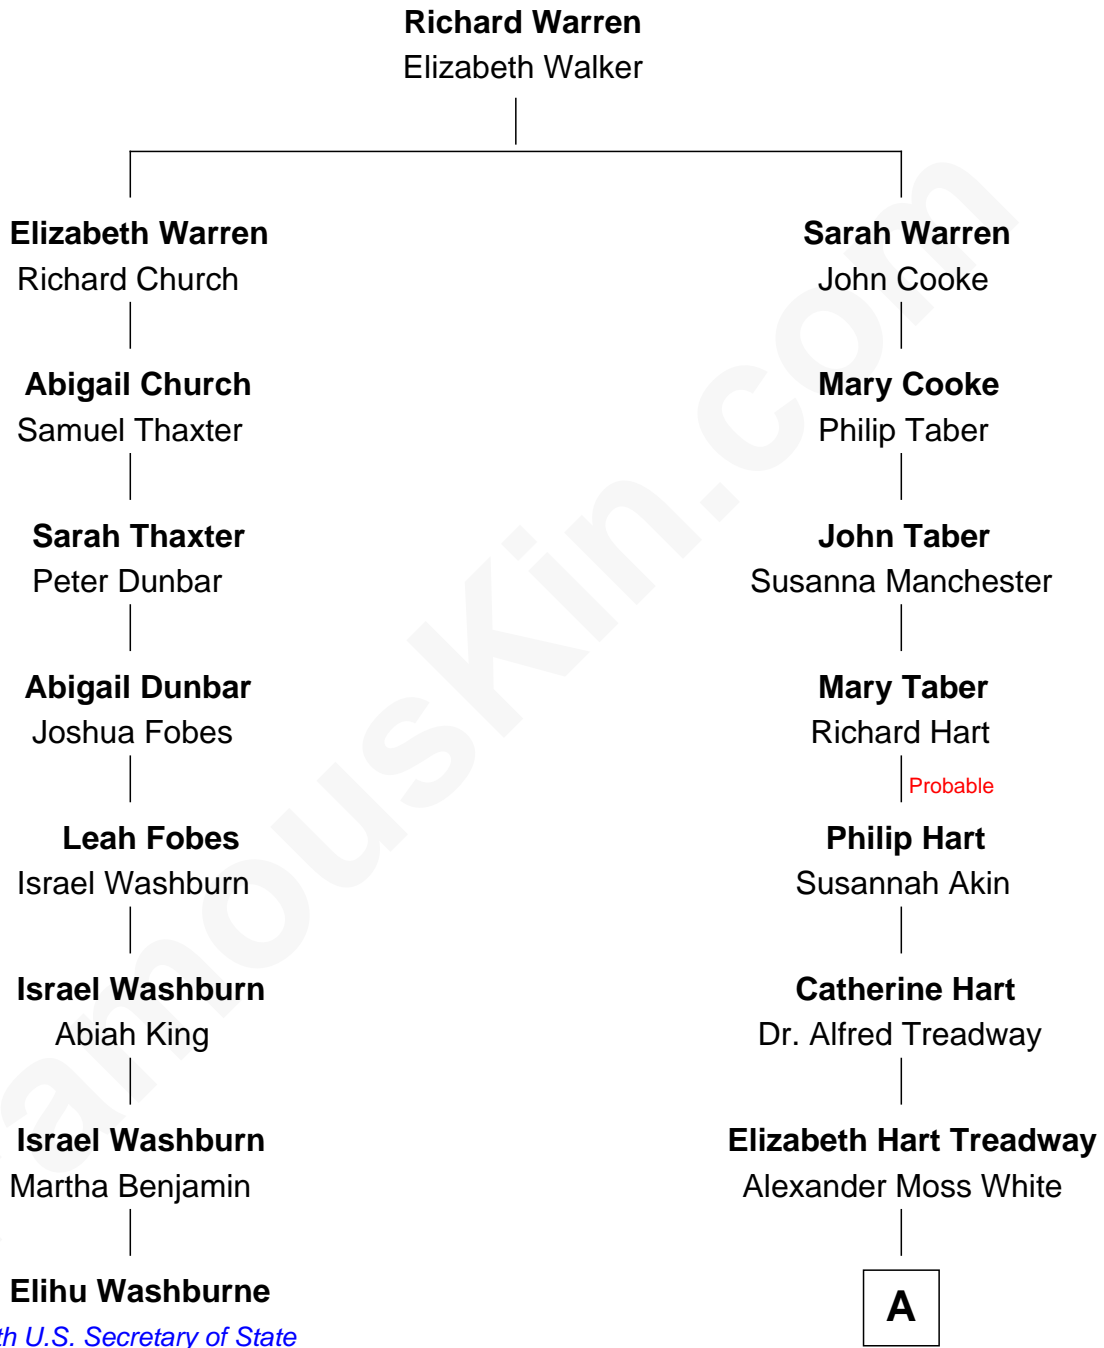 Richard Warren
Elizabeth Walker
Elizabeth Warren
Richard Church
Sarah Warren
John Cooke
Abigail Church
Samuel Thaxter
Mary Cooke
Philip Taber
Sarah Thaxter
Peter Dunbar
John Taber
Susanna Manchester
Abigail Dunbar
Joshua Fobes
Mary Taber
Richard Hart
Probable
Leah Fobes
Israel Washburn
Philip Hart
Susannah Akin
Israel Washburn
Abiah King
Catherine Hart
Dr. Alfred Treadway
Israel Washburn
Martha Benjamin
Elizabeth Hart Treadway
Alexander Moss White
Elihu Washburne
th U.S. Secretary of State
A
amouskin.com